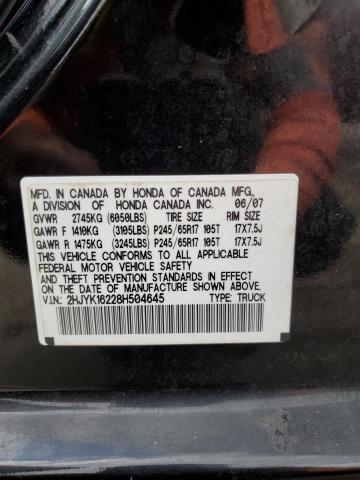 MFD. IN CANADA BY HONDA OF CANADA MFG.,
A DIVISION OF HONDA CANADA INC. 06/07
GVWR 2745KG (6050LBS) TIRE SIZE RIM SIZE
GAWR F 1410KG (3105LBS) P245/65R17 105T 17X7.5J
GAWR R 1475KG (3245LBS) P245/65R17 105T 17X7.5J
THIS VEHICLE CONFORMS TO ALL APPLICABLE
FEDERAL MOTOR VEHICLE SAFETY
AND THEFT PREVENTION STANDARDS IN EFFECT
ON THE DATE OF MANUFACTURE SHOWN ABOVE.
V.I.N.: 2HJYK16228H504645 TYPE: TRUCK